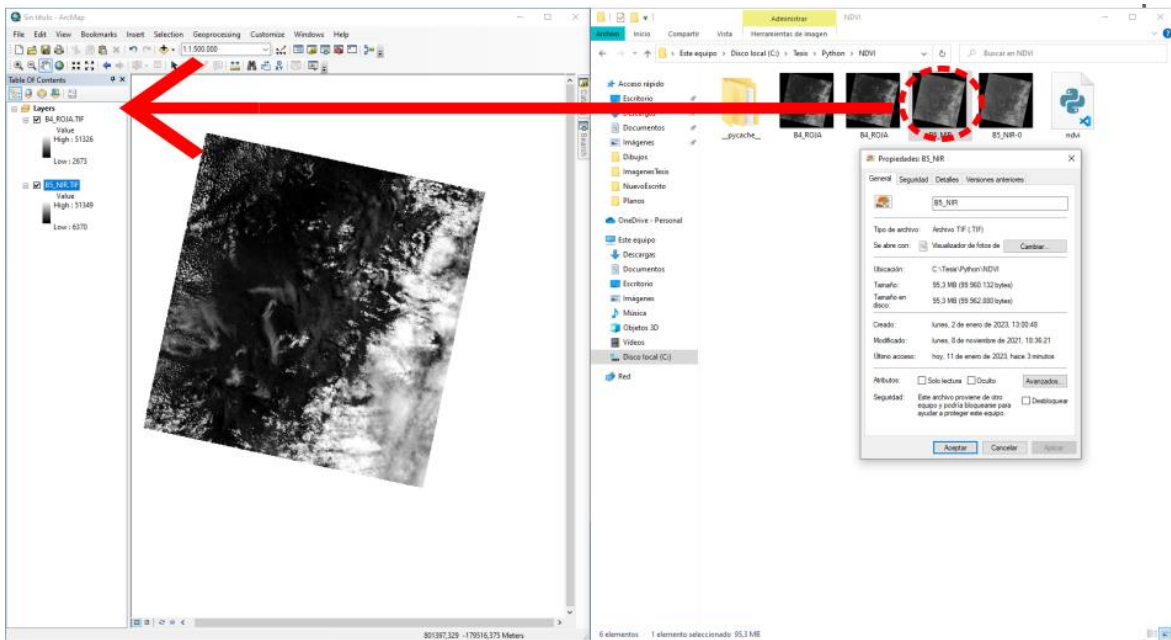 Sin título - ArcMap
File Edit View Bookmarks Insert Selection Geoprocessing Customize Windows Help
1:1.500.000
Table Of Contents
Layers
B4_ROJA.TIF
Value
High : 51326
Low : 2673
B5_NIR.TIF
Value
High : 51349
Low : 6370
Search
801397,329 -179516,375 Meters
Administrar
NDVI
Archivo Inicio Compartir Vista Herramientas de imagen
Este equipo > Disco local (C:) > Tesis > Python > NDVI
Buscar en NDVI
Acceso rápido
Escritorio
Descargas
Documentos
Imágenes
Dibujos
ImagenesTesis
NuevoEscrito
Planos
OneDrive - Personal
Este equipo
Descargas
Documentos
Escritorio
Imágenes
Música
Objetos 3D
Vídeos
Disco local (C:)
Red
__pycache__
B4_ROJA
B4_ROJA
B5_NIR
B5_NIR-0
ndvi
Propiedades: B5_NIR
General Seguridad Detalles Versiones anteriores
B5_NIR
Tipo de archivo: Archivo TIF (.TIF)
Se abre con: Visualizador de fotos de Cambiar...
Ubicación: C:\Tesis\Python\NDVI
Tamaño: 95,3 MB (99.960.132 bytes)
Tamaño en disco: 95,3 MB (99.962.880 bytes)
Creado: lunes, 2 de enero de 2023, 13:00:48
Modificado: lunes, 8 de noviembre de 2021, 18:36:21
Último acceso: hoy, 11 de enero de 2023, hace 3 minutos
Atributos: Solo lectura Oculto Avanzados...
Seguridad: Este archivo proviene de otro
equipo y podría bloquearse para
ayudar a proteger este equipo.
Desbloquear
Aceptar Cancelar Aplicar
6 elementos 1 elemento seleccionado 95,3 MB